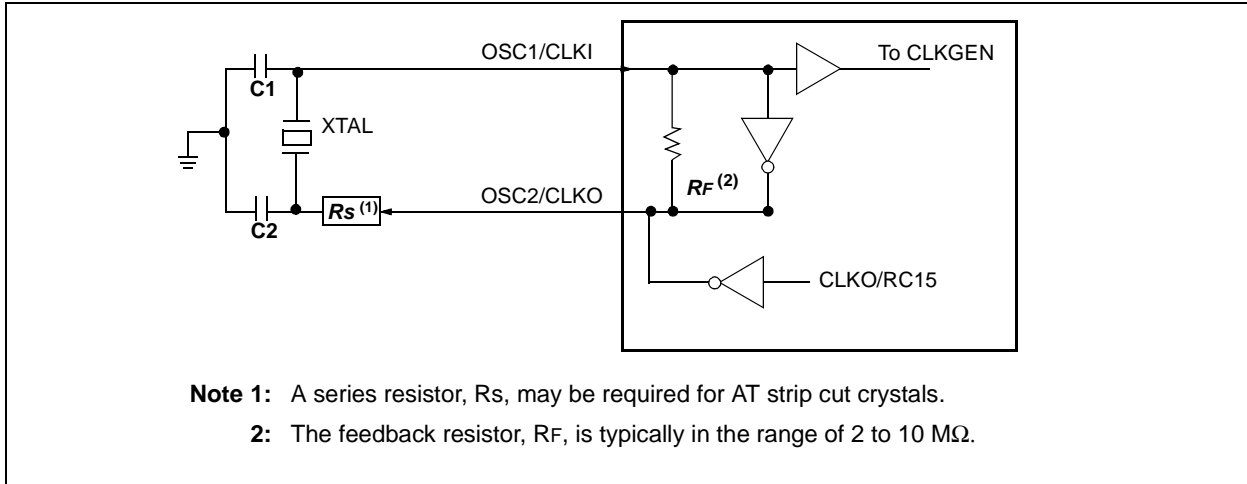 OSC1/CLKI
To CLKGEN
C1
XTAL
RF (2)
OSC2/CLKO
Rs (1)
C2
CLKO/RC15
Note 1: A series resistor, Rs, may be required for AT strip cut crystals.
2: The feedback resistor, RF, is typically in the range of 2 to 10 MΩ.